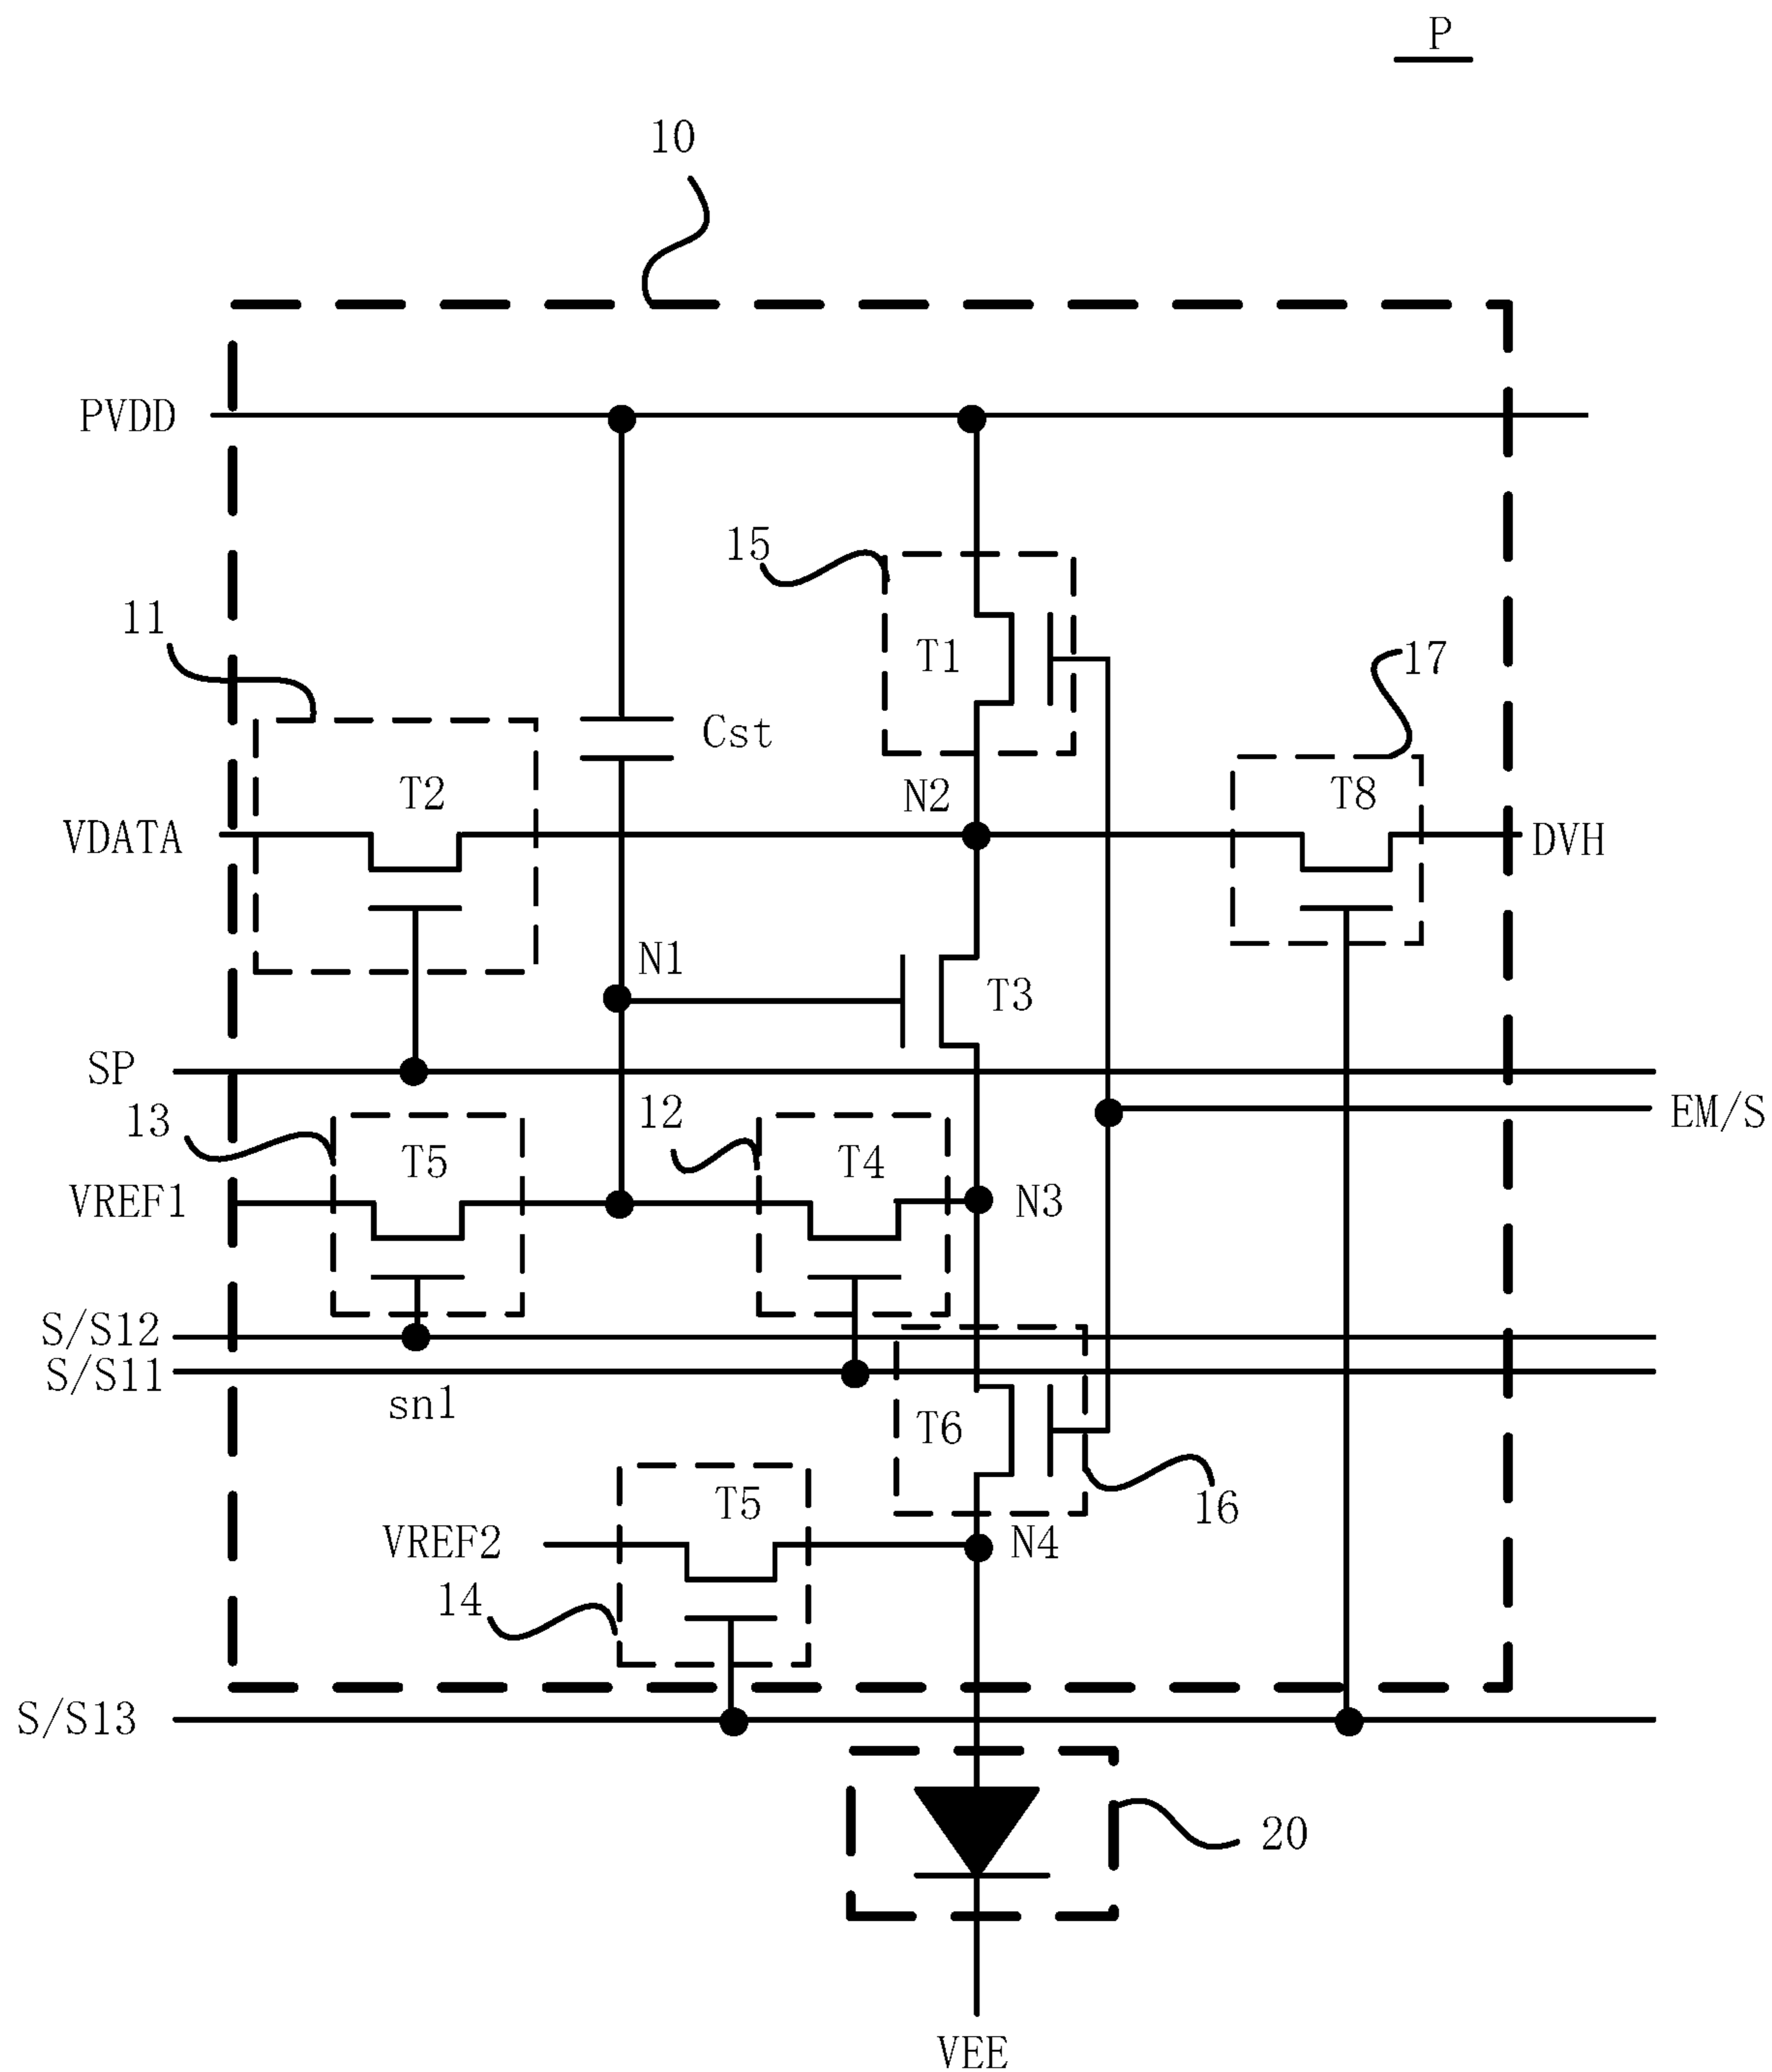 P
10
PVDD
15
11
T1
17
Cst
T2
N2
T8
VDATA
DVH
N1
T3
SP
EM/S
13
12
T5
T4
VREF1
N3
S/S12
S/S11
sn1
T6
T5
16
VREF2
N4
14
S/S13
20
VEE